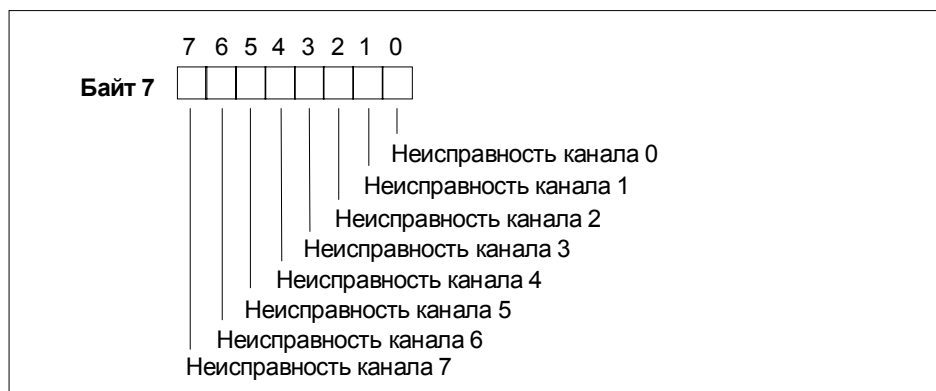 7 6 5 4 3 2 1 0
Байт 7
Неисправность канала 0
Неисправность канала 1
Неисправность канала 2
Неисправность канала 3
Неисправность канала 4
Неисправность канала 5
Неисправность канала 6
Неисправность канала 7